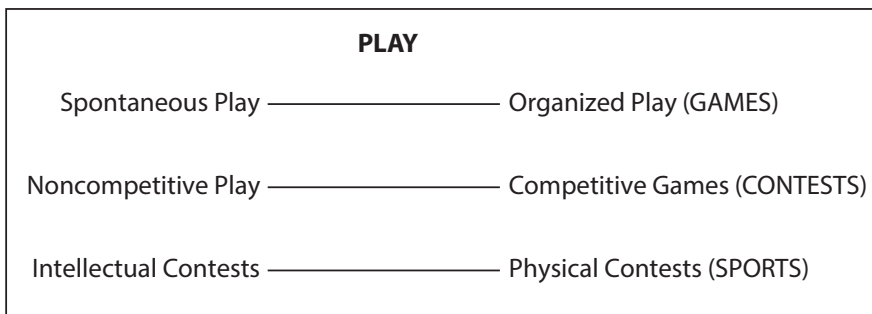 PLAY
Spontaneous Play Organized Play (GAMES)
Noncompetitive Play Competitive Games (CONTESTS)
Intellectual Contests Physical Contests (SPORTS)